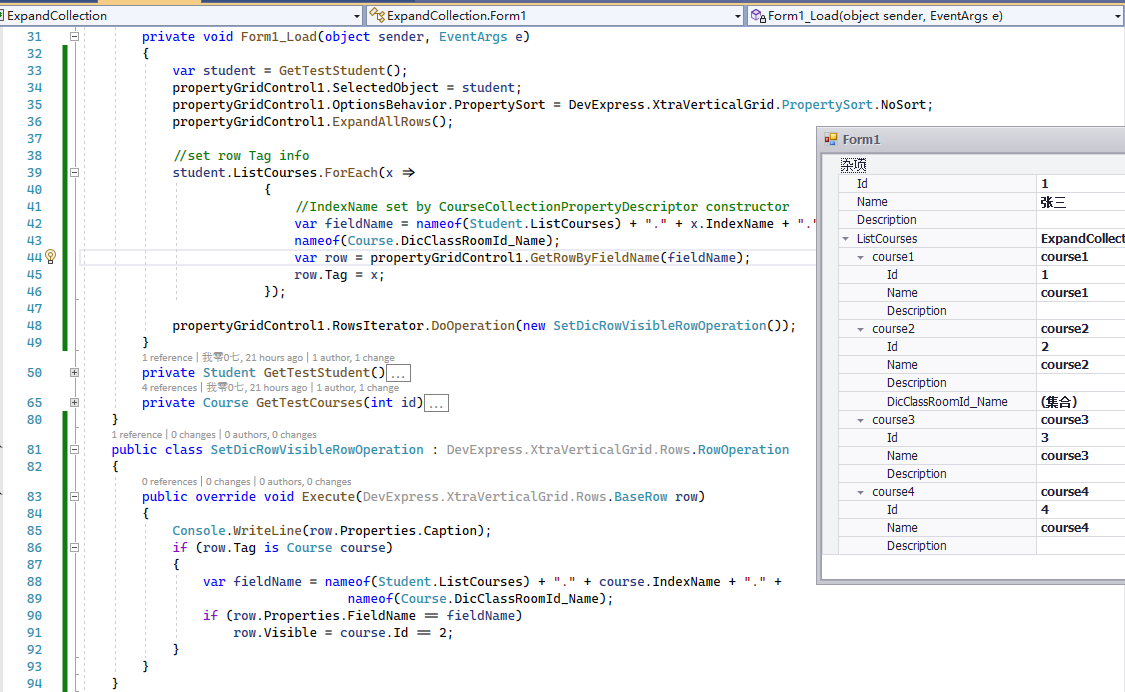 ExpandCollection
ExpandCollection.Form1
Form1_Load(object sender, EventArgs e)
31 private void Form1_Load(object sender, EventArgs e)
32 {
33 var student = GetTestStudent();
34 propertyGridControl1.SelectedObject = student;
35 propertyGridControl1.OptionsBehavior.PropertySort = DevExpress.XtraVerticalGrid.PropertySort.NoSort;
36 propertyGridControl1.ExpandAllRows();
37
38 //set row Tag info
39 student.ListCourses.ForEach(x =>
40 {
41 //IndexName set by CourseCollectionPropertyDescriptor constructor
42 var fieldName = nameof(Student.ListCourses) + "." + x.IndexName + "."
43 nameof(Course.DicClassRoomId_Name);
44 var row = propertyGridControl1.GetRowByFieldName(fieldName);
45 row.Tag = x;
46 });
47
48 propertyGridControl1.RowsIterator.DoOperation(new SetDicRowVisibleRowOperation());
49 }
1 reference | 我零0七, 21 hours ago | 1 author, 1 change
50 private Student GetTestStudent()...
4 references | 我零0七, 21 hours ago | 1 author, 1 change
65 private Course GetTestCourses(int id)...
80 }
1 reference | 0 changes | 0 authors, 0 changes
81 public class SetDicRowVisibleRowOperation : DevExpress.XtraVerticalGrid.Rows.RowOperation
82 {
0 references | 0 changes | 0 authors, 0 changes
83 public override void Execute(DevExpress.XtraVerticalGrid.Rows.BaseRow row)
84 {
85 Console.WriteLine(row.Properties.Caption);
86 if (row.Tag is Course course)
87 {
88 var fieldName = nameof(Student.ListCourses) + "." + course.IndexName + "." +
89 nameof(Course.DicClassRoomId_Name);
90 if (row.Properties.FieldName == fieldName)
91 row.Visible = course.Id == 2;
92 }
93 }
94 }
Form1
杂项
Id 1
Name 张三
Description
ListCourses ExpandCollect
course1 course1
Id 1
Name course1
Description
course2 course2
Id 2
Name course2
Description
DicClassRoomId_Name (集合)
course3 course3
Id 3
Name course3
Description
course4 course4
Id 4
Name course4
Description